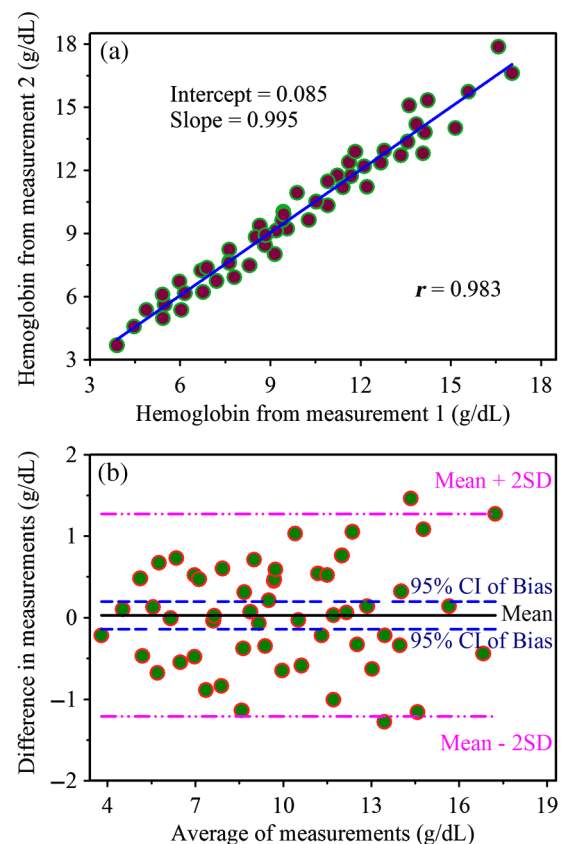 (a)
Intercept = 0.085
Slope = 0.995
r = 0.983
18
15
12
9
6
3
3 6 9 12 15 18
Hemoglobin from measurement 2 (g/dL)
Hemoglobin from measurement 1 (g/dL)
(b)
Mean + 2SD
95% CI of Bias
Mean
95% CI of Bias
Mean - 2SD
2
1
0
−1
−2
4 7 10 13 16 19
Difference in measurements (g/dL)
Average of measurements (g/dL)